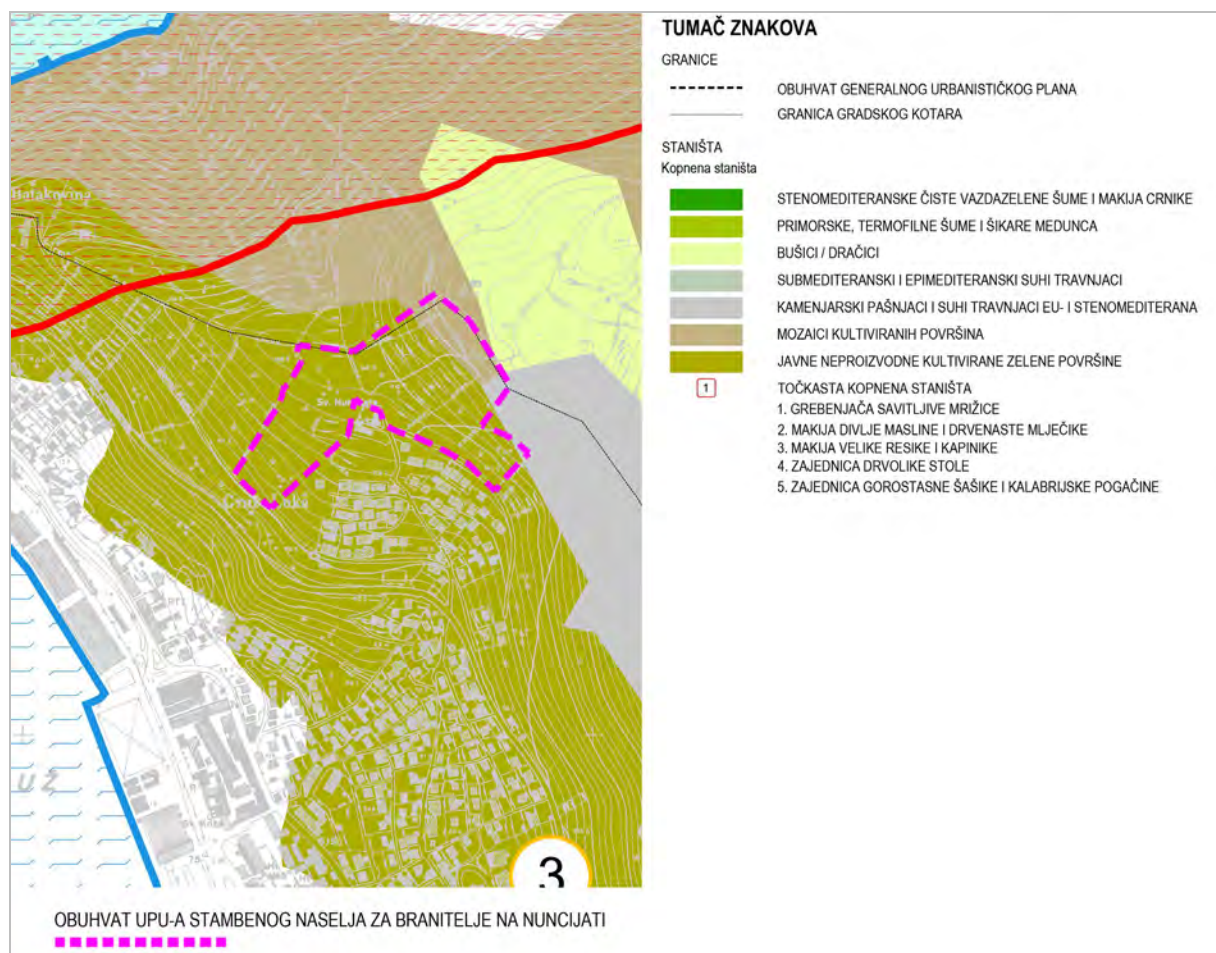 TUMAČ ZNAKOVA
GRANICE
OBUHVAT GENERALNOG URBANISTIČKOG PLANA
GRANICA GRADSKOG KOTARA
STANIŠTA
Kopnena staništa
STENOMEDITERANSKE ČISTE VAZDAZELENE ŠUME I MAKIJA CRNIKE
PRIMORSKE, TERMOFILNE ŠUME I ŠIKARE MEDUNCA
BUŠICI / DRAČICI
SUBMEDITERANSKI I EPIMEDITERANSKI SUHI TRAVNJACI
KAMENJARSKI PAŠNJACI I SUHI TRAVNJACI EU- I STENOMEDITERANA
MOZAICI KULTIVIRANIH POVRŠINA
JAVNE NEPROIZVODNE KULTIVIRANE ZELENE POVRŠINE
1 TOČKASTA KOPNENA STANIŠTA
1. GREBENJAČA SAVITLJIVE MRIŽICE
2. MAKIJA DIVLJE MASLINE I DRVENASTE MLJEČIKE
3. MAKIJA VELIKE RESIKE I KAPINIKE
4. ZAJEDNICA DRVOLIKE STOLE
5. ZAJEDNICA GOROSTASNE ŠAŠIKE I KALABRIJSKE POGAČINE
Batakovina
Sv.
UŽ
3
OBUHVAT UPU-A STAMBENOG NASELJA ZA BRANITELJE NA NUNCIJATI